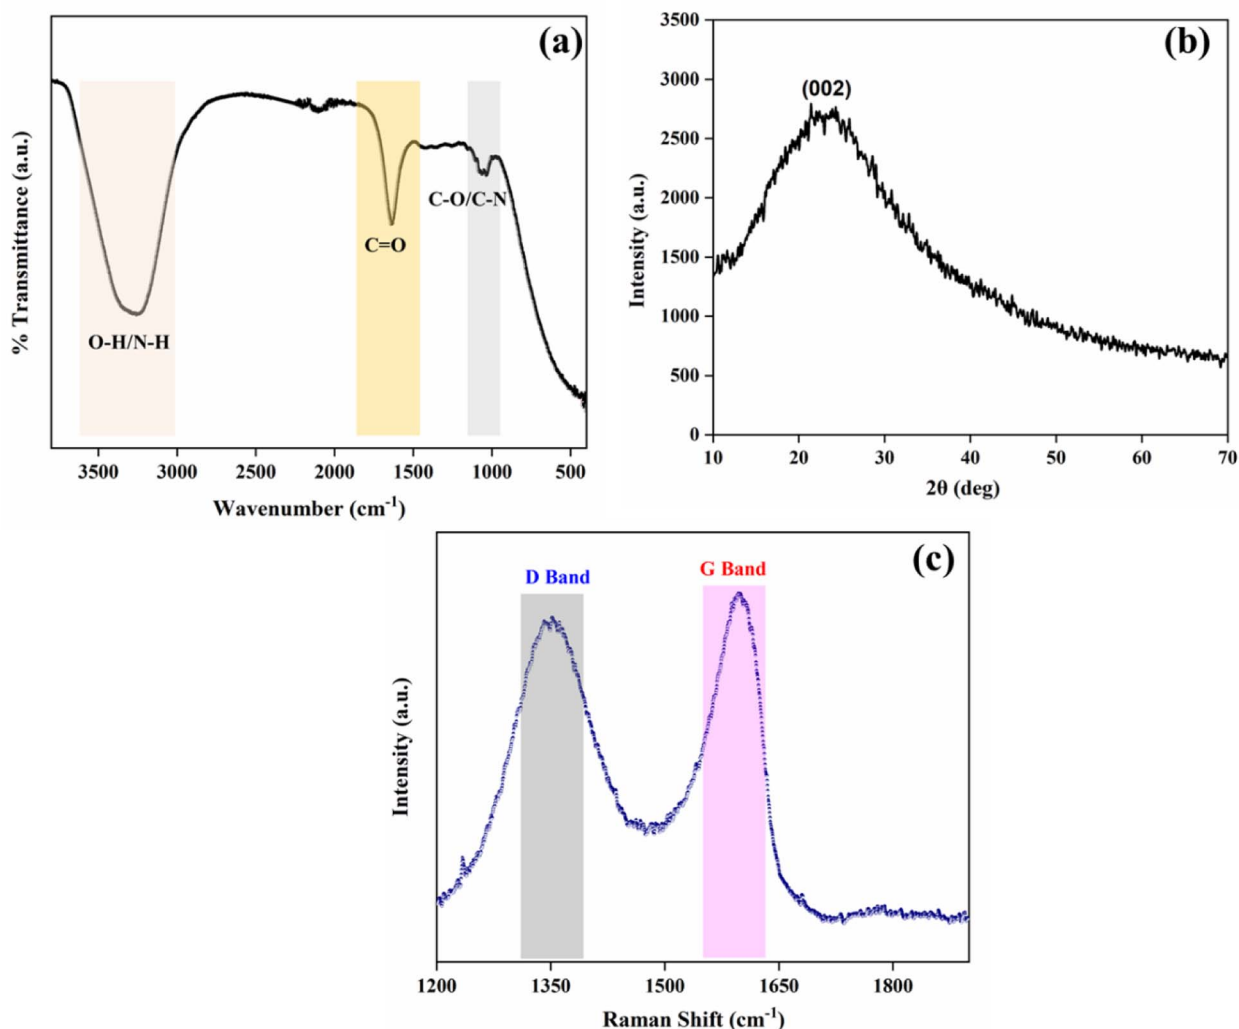 (a)
% Transmittance (a.u.)
O-H/N-H
C=O
C-O/C-N
3500 3000 2500 2000 1500 1000 500
Wavenumber (cm⁻¹)
(b)
(002)
Intensity (a.u.)
3500
3000
2500
2000
1500
1000
500
0
10 20 30 40 50 60 70
2θ (deg)
(c)
D Band
G Band
Intensity (a.u.)
1200 1350 1500 1650 1800
Raman Shift (cm⁻¹)